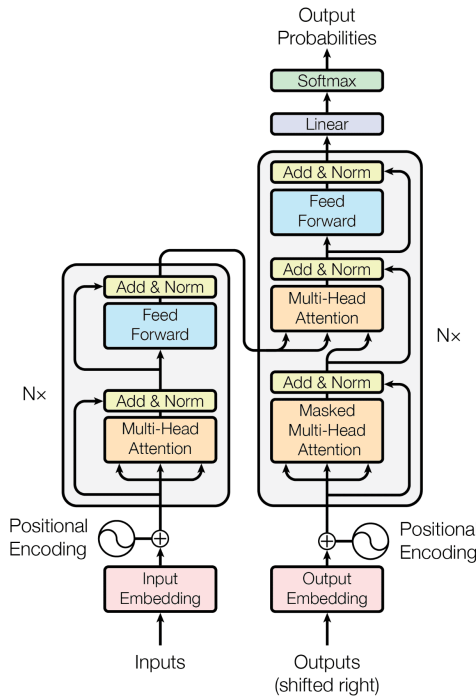 Output
Probabilities
Softmax
Linear
Add & Norm
Feed
Forward
Add & Norm
Multi-Head
Attention
Add & Norm
Masked
Multi-Head
Attention
Nx
Add & Norm
Feed
Forward
Add & Norm
Multi-Head
Attention
N×
Positional
Encoding
Positional
Encoding
Input
Embedding
Output
Embedding
Inputs
Outputs
(shifted right)